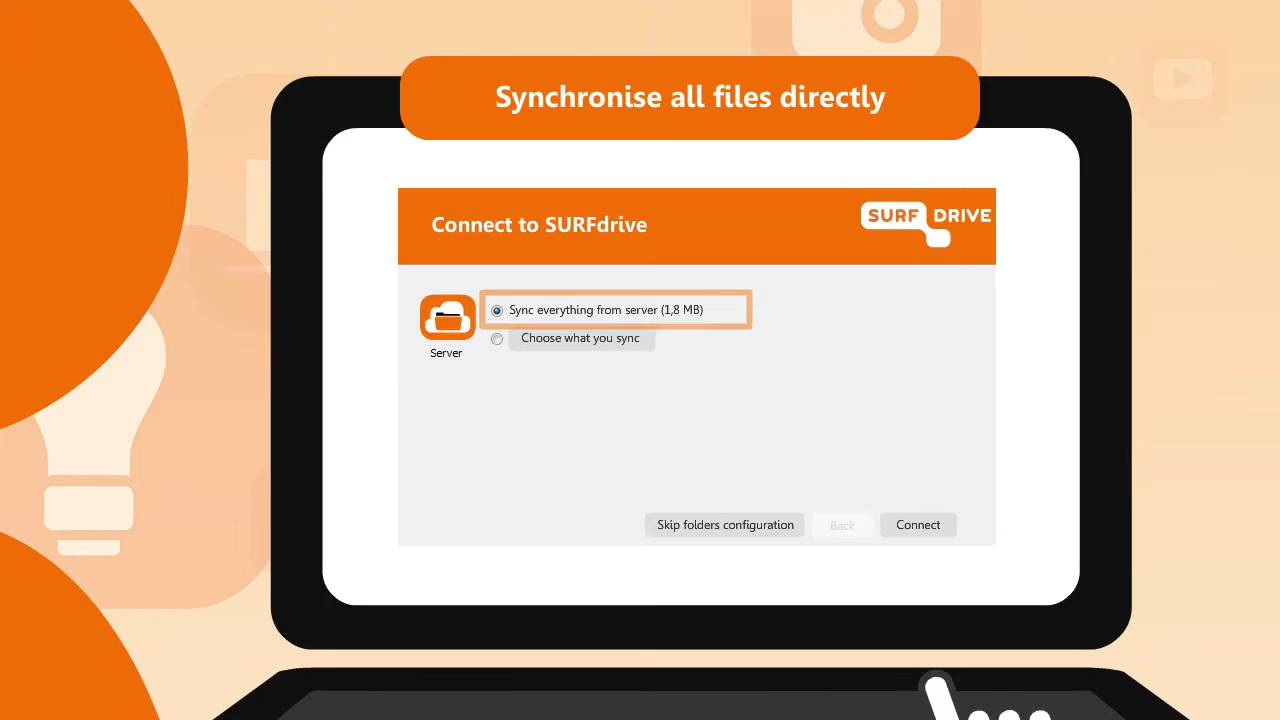 Synchronise all files directly
Connect to SURFdrive
SURF DRIVE
Sync everything from server (1,8 MB)
Choose what you sync
Server
Skip folders configuration
Back
Connect